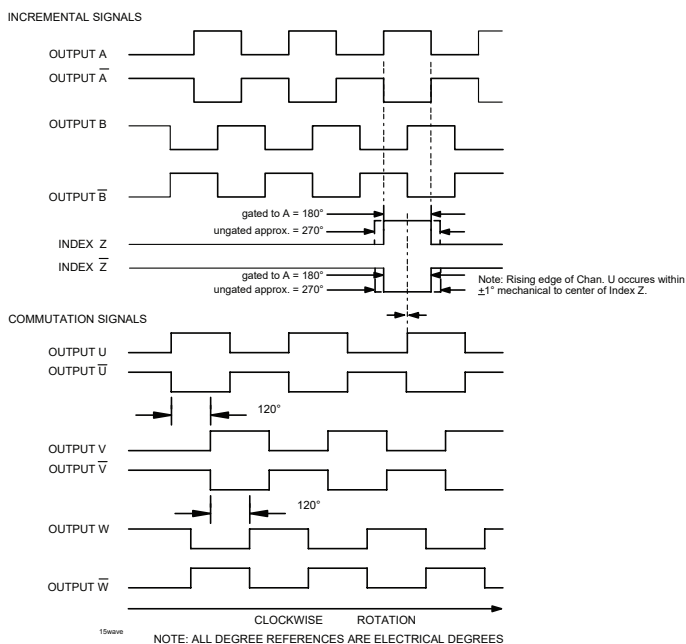 INCREMENTAL SIGNALS
OUTPUT A
OUTPUT A̅
OUTPUT B
OUTPUT B̅
gated to A = 180°
ungated approx. = 270°
INDEX Z
INDEX Z̅
gated to A = 180°
ungated approx. = 270°
Note: Rising edge of Chan. U occures within
±1° mechanical to center of Index Z.
COMMUTATION SIGNALS
OUTPUT U
OUTPUT U̅
120°
OUTPUT V
OUTPUT V̅
120°
OUTPUT W
OUTPUT W̅
CLOCKWISE ROTATION
15wave
NOTE: ALL DEGREE REFERENCES ARE ELECTRICAL DEGREES